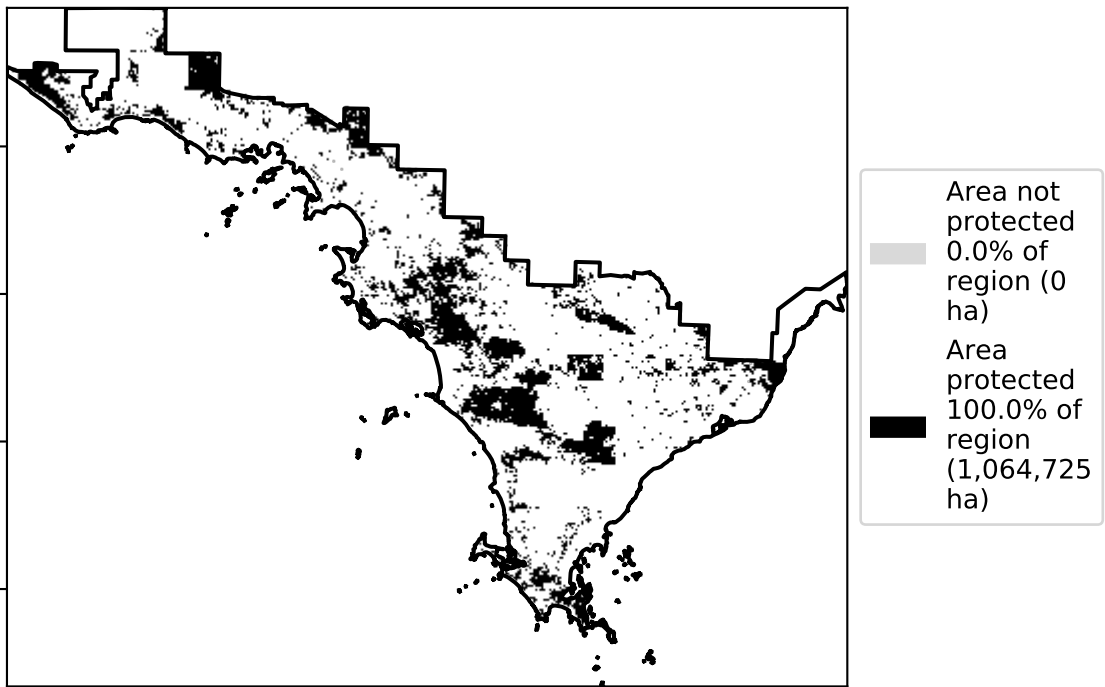 Area not
protected
0.0% of
region (0
ha)
Area
protected
100.0% of
region
(1,064,725
ha)